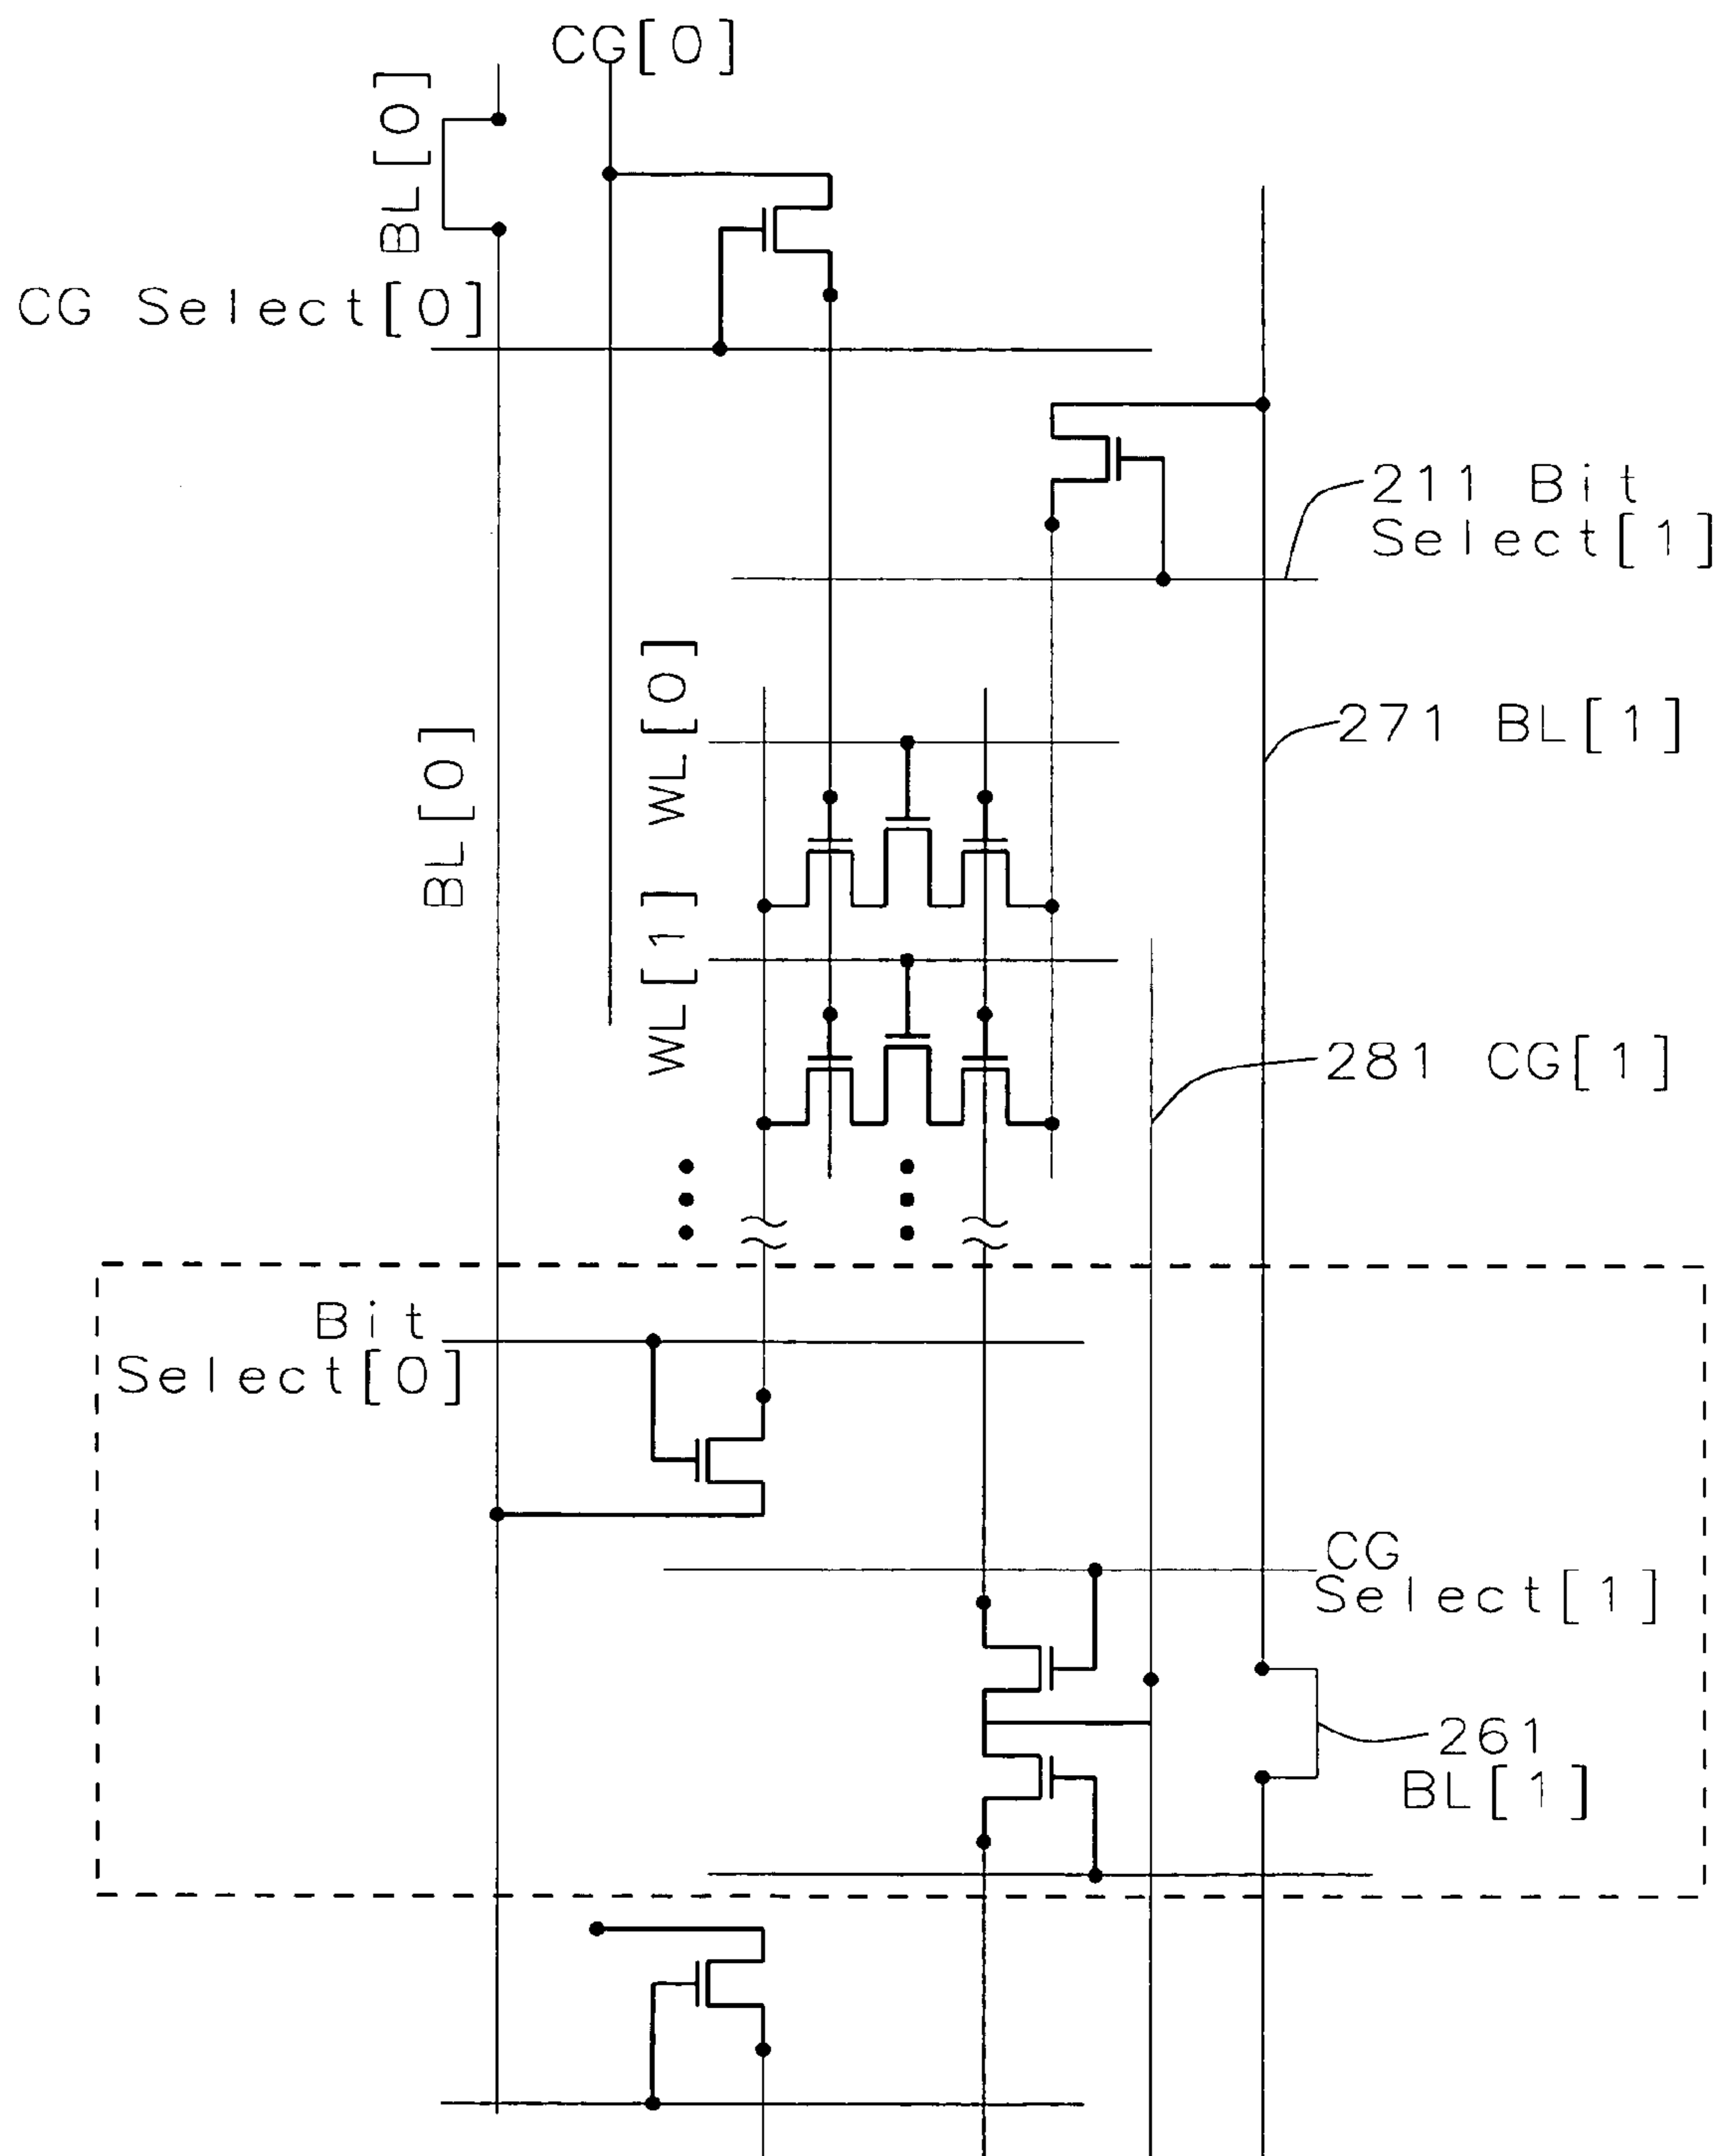 CG[0]
BL[0]
CG Select[0]
211 Bit
Select[1]
WL[0]
271 BL[1]
BL[0]
WL[1]
281 CG[1]
Bit
Select[0]
CG
Select[1]
261
BL[1]